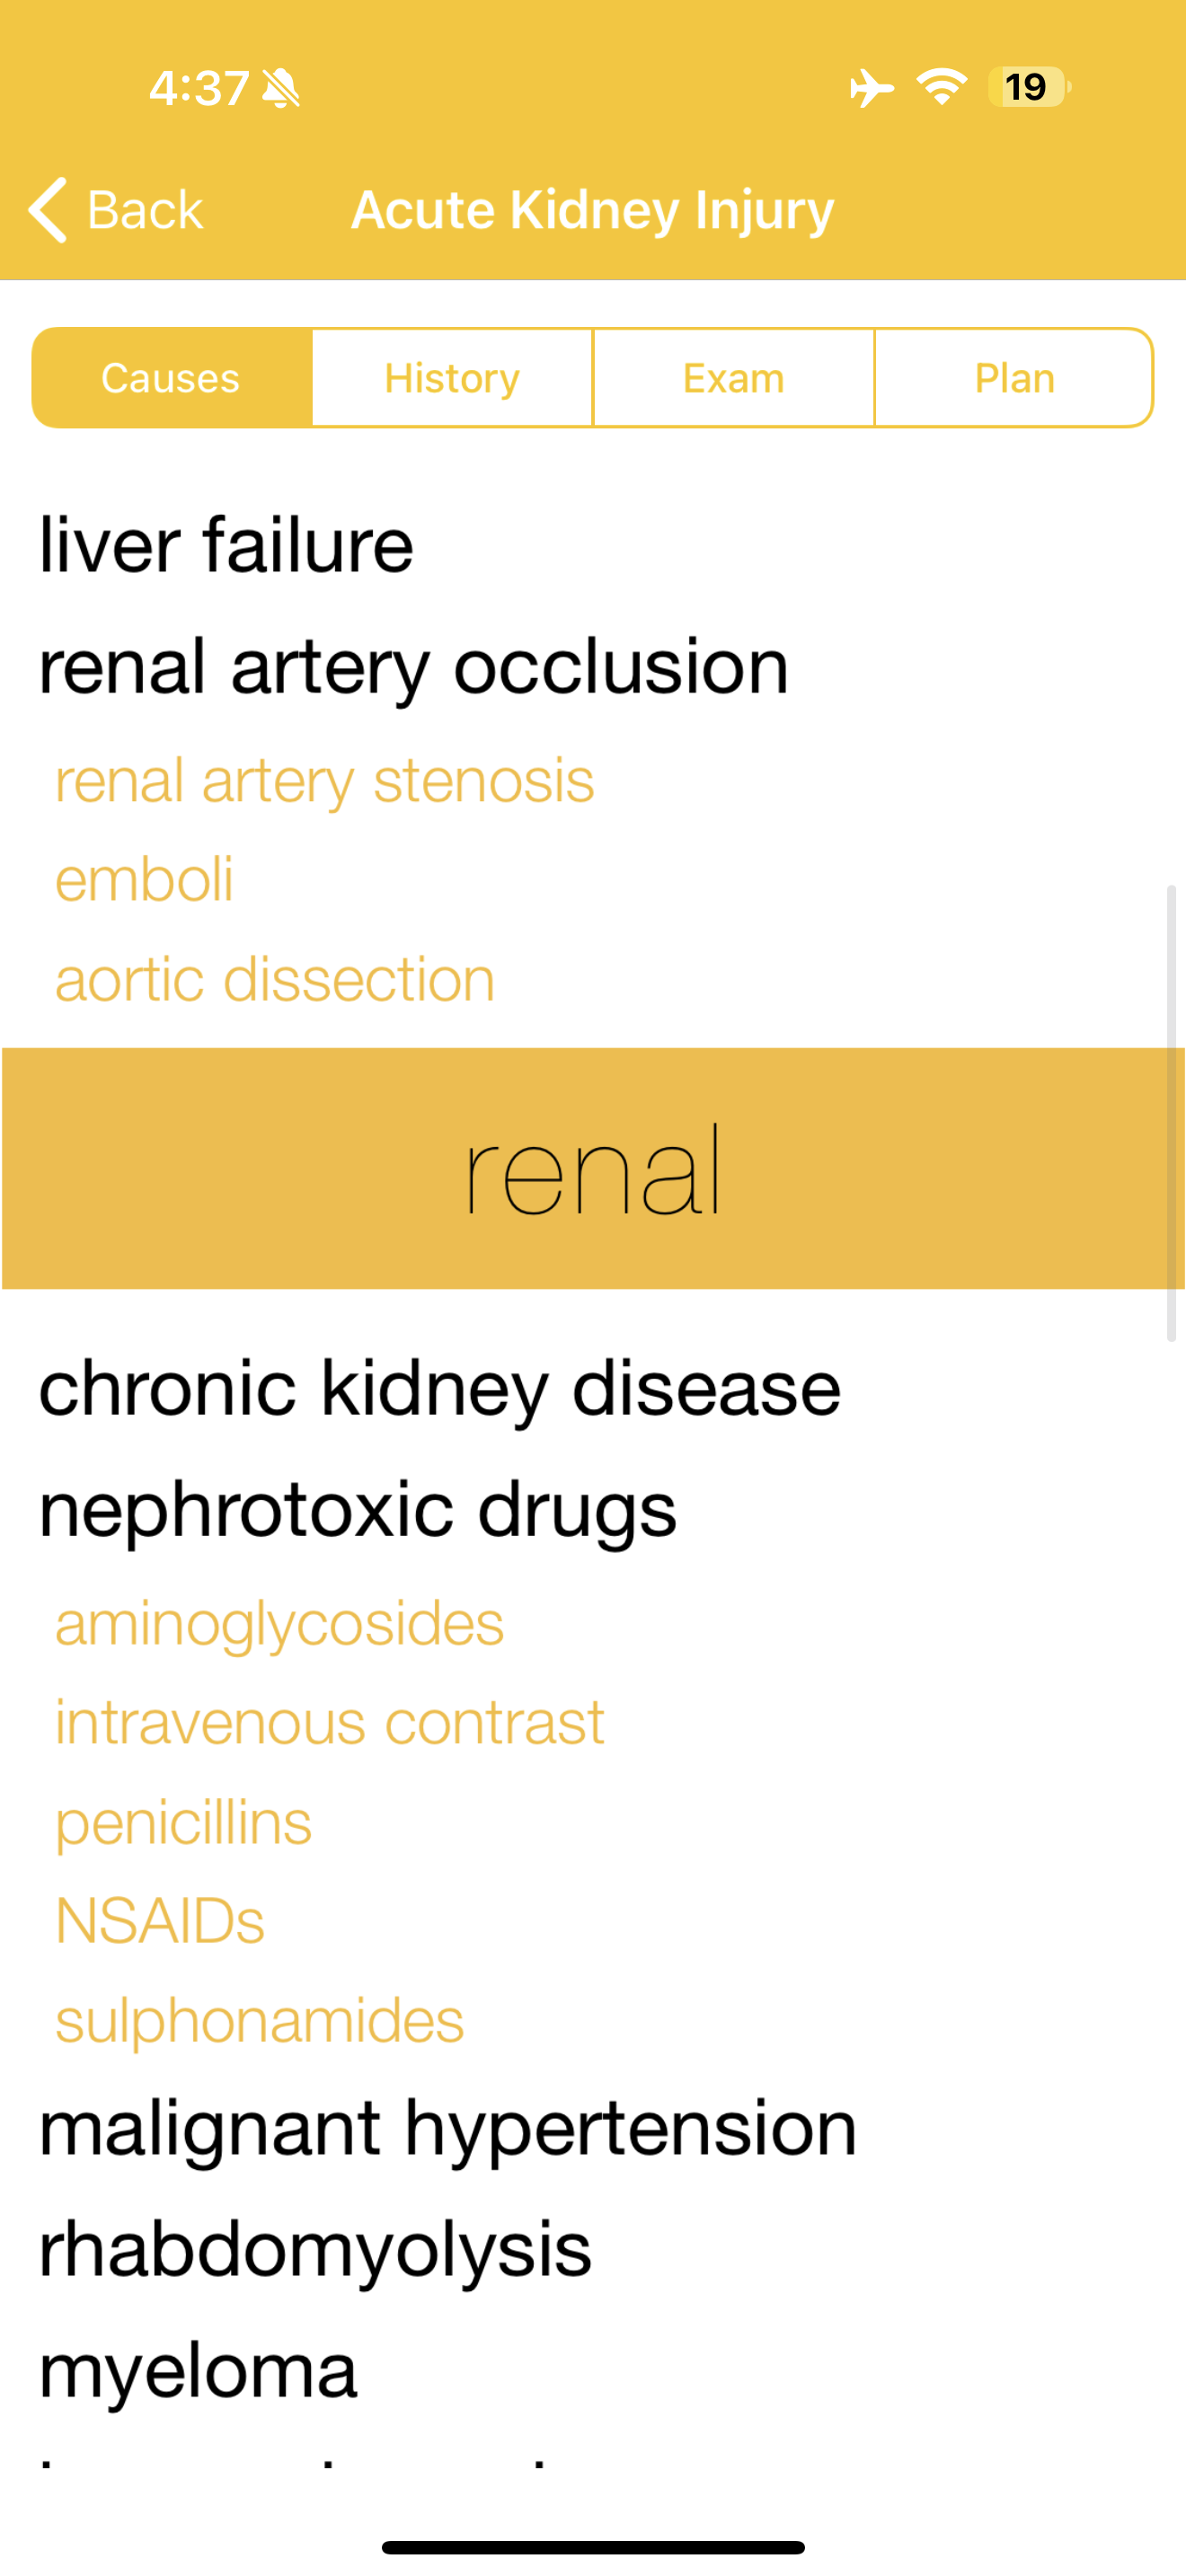 4:37
19
Back
Acute Kidney Injury
Causes
History
Exam
Plan
liver failure
renal artery occlusion
renal artery stenosis
emboli
aortic dissection
renal
chronic kidney disease
nephrotoxic drugs
aminoglycosides
intravenous contrast
penicillins
NSAIDs
sulphonamides
malignant hypertension
rhabdomyolysis
myeloma